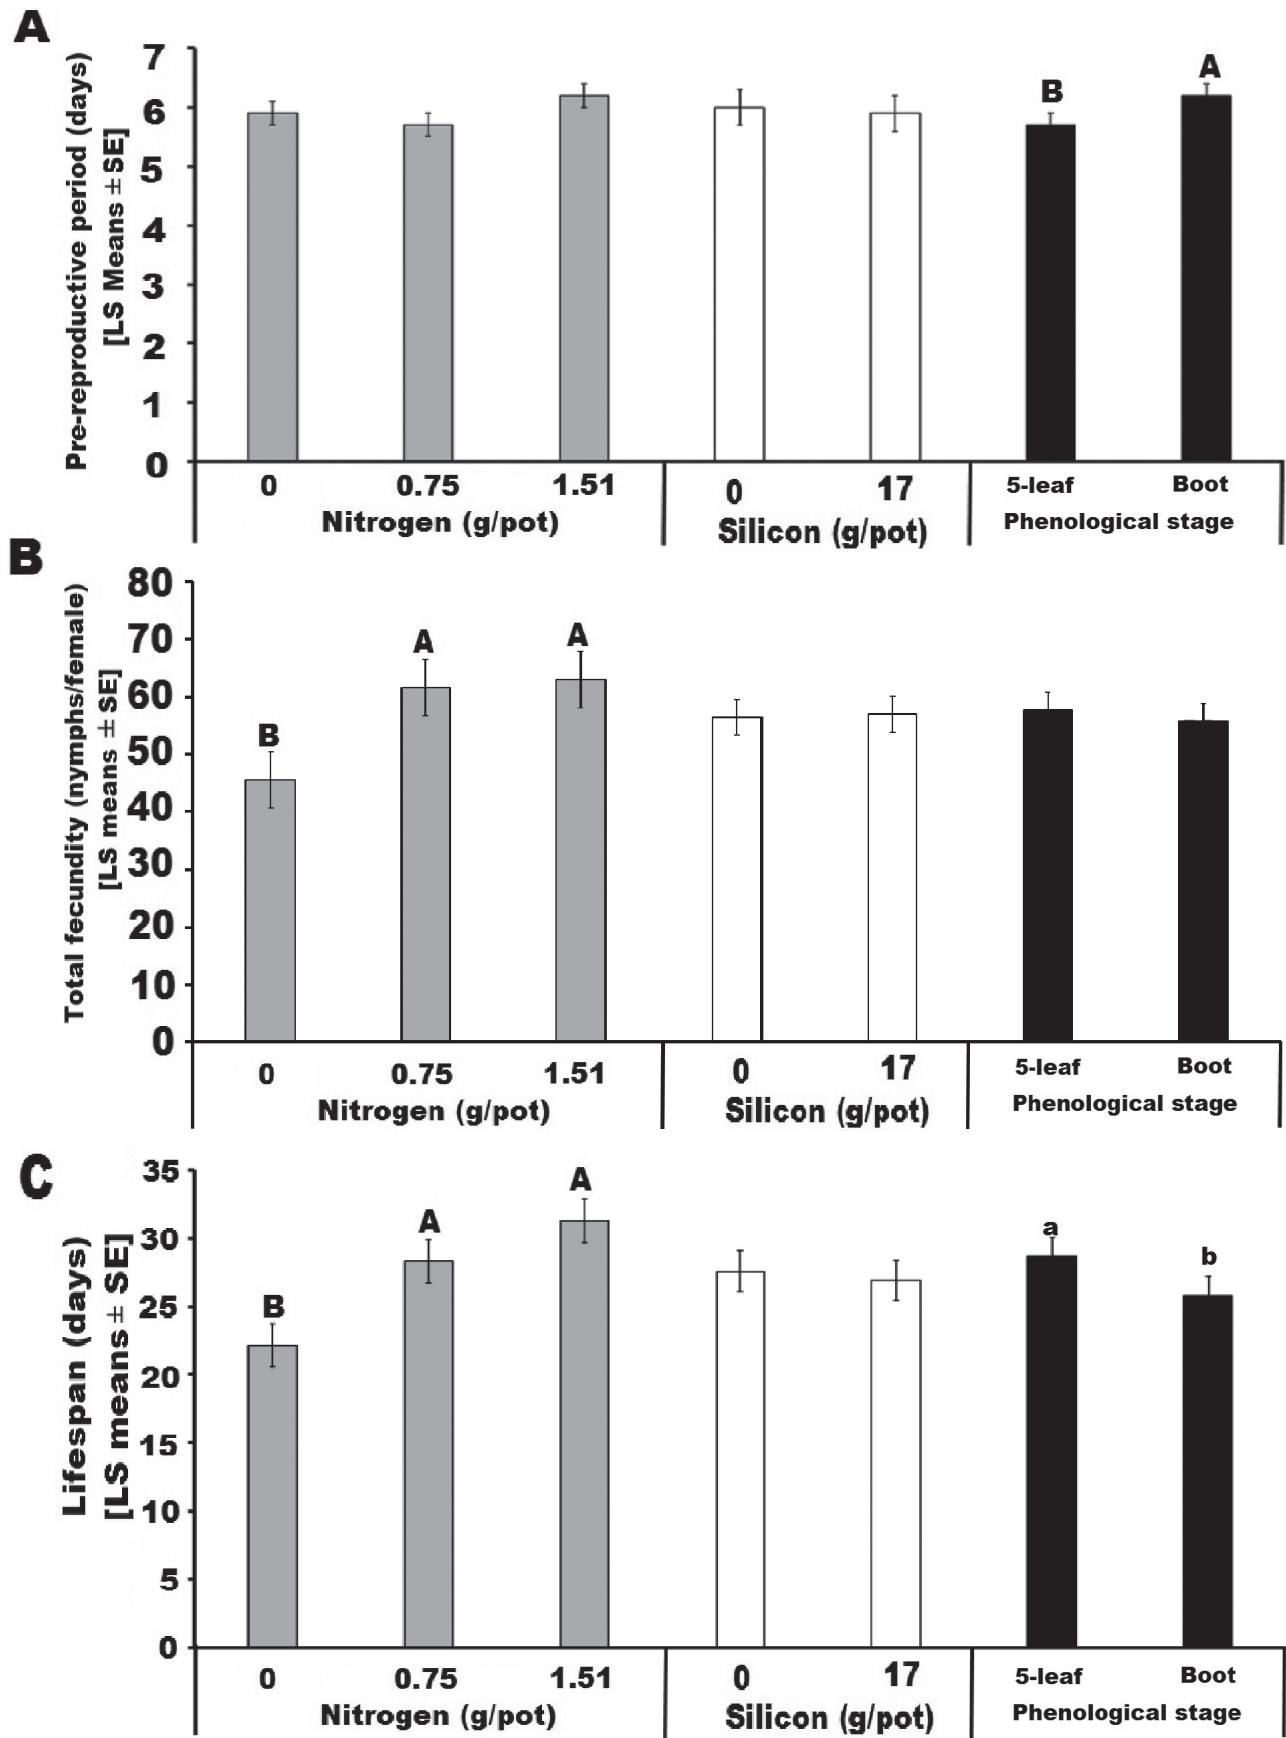 A
Pre-reproductive period (days)
[LS Means ± SE]
7
6
5
4
3
2
1
0
B
A
0 0.75 1.51 0 17 5-leaf Boot
Nitrogen (g/pot) Silicon (g/pot) Phenological stage
B
Total fecundity (nymphs/female)
[LS means ± SE]
80
70
60
50
40
30
20
10
0
B
A
A
0 0.75 1.51 0 17 5-leaf Boot
Nitrogen (g/pot) Silicon (g/pot) Phenological stage
C
Lifespan (days)
[LS means ± SE]
35
30
25
20
15
10
5
0
B
A
A
a
b
0 0.75 1.51 0 17 5-leaf Boot
Nitrogen (g/pot) Silicon (g/pot) Phenological stage